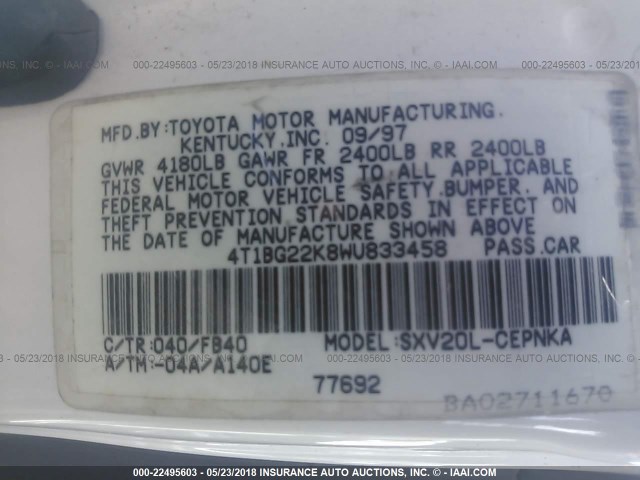 000-22495603 - 05/23/2018 INSURANCE AUTO AUCTIONS, INC. - © IAAI.COM
MFD.BY:TOYOTA MOTOR MANUFACTURING.
KENTUCKY.INC. 09/97
GVWR 4180LB GAWR FR 2400LB RR 2400LB
THIS VEHICLE CONFORMS TO ALL APPLICABLE
FEDERAL MOTOR VEHICLE SAFETY.BUMPER. AND
THEFT PREVENTION STANDARDS IN EFFECT ON
THE DATE OF MANUFACTURE SHOWN ABOVE
4T1BG22K8WU833458 PASS.CAR
C/TR:040/FB40 MODEL:SXV20L-CEPNKA
A/TM:-04A/A140E
77692
BA02711670
000-22495603 - 05/23/2018 INSURANCE AUTO AUCTIONS, INC. - © IAAI.COM